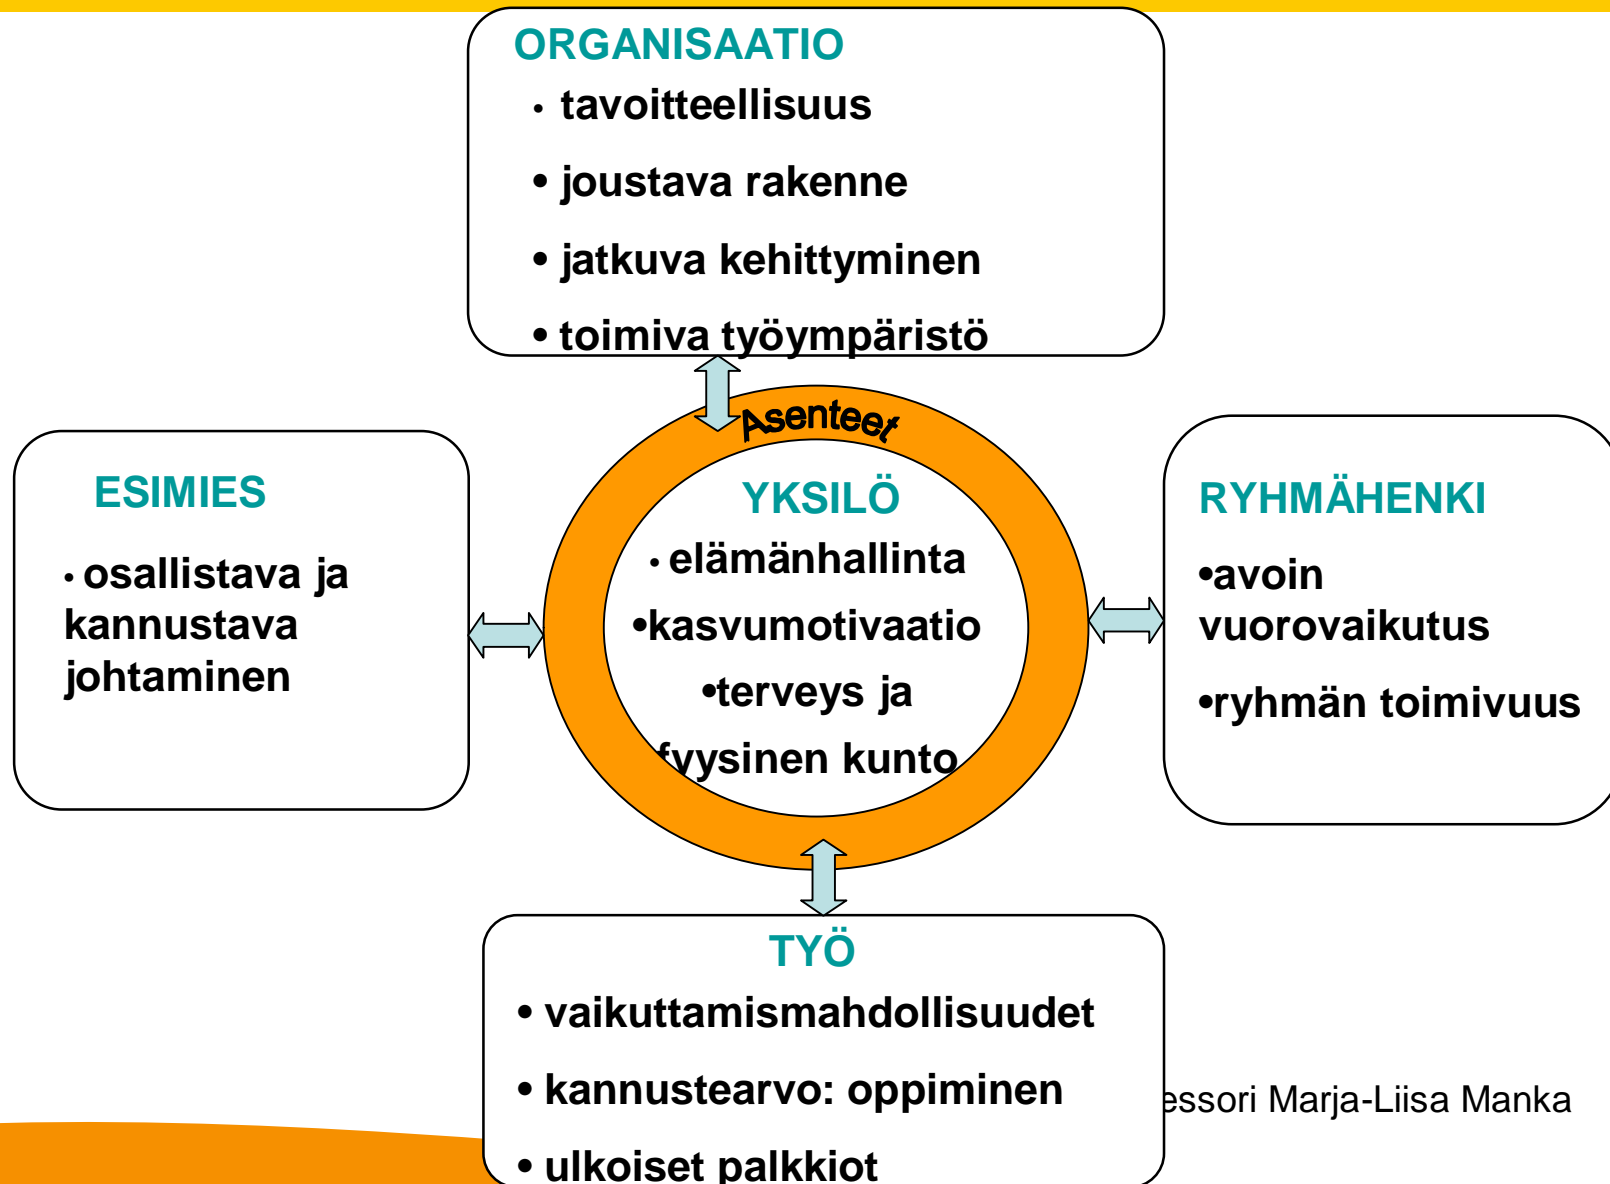 ORGANISAATIO
• tavoitteellisuus
• joustava rakenne
• jatkuva kehittyminen
• toimiva työympäristö
Asenteet
ESIMIES
• osallistava ja
kannustava
johtaminen
YKSILÖ
• elämänhallinta
•kasvumotivaatio
•terveys ja
fyysinen kunto
RYHMÄHENKI
•avoin
vuorovaikutus
•ryhmän toimivuus
TYÖ
• vaikuttamismahdollisuudet
• kannustearvo: oppiminen
• ulkoiset palkkiot
essori Marja-Liisa Manka